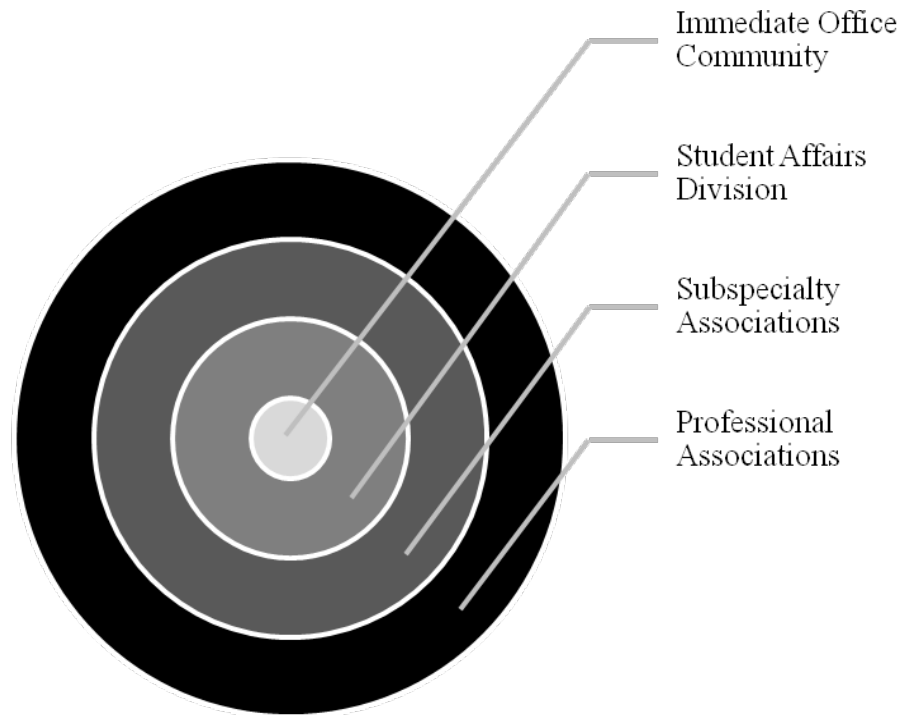 Immediate Office
Community
Student Affairs
Division
Subspecialty
Associations
Professional
Associations